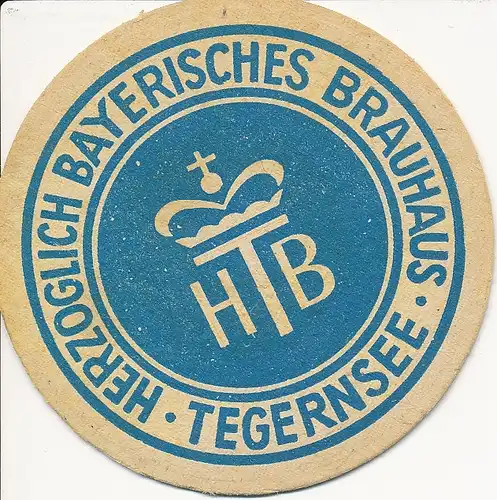 HERZOGLICH BAYERISCHES BRAUHAUS · TEGERNSEE ·
HTB